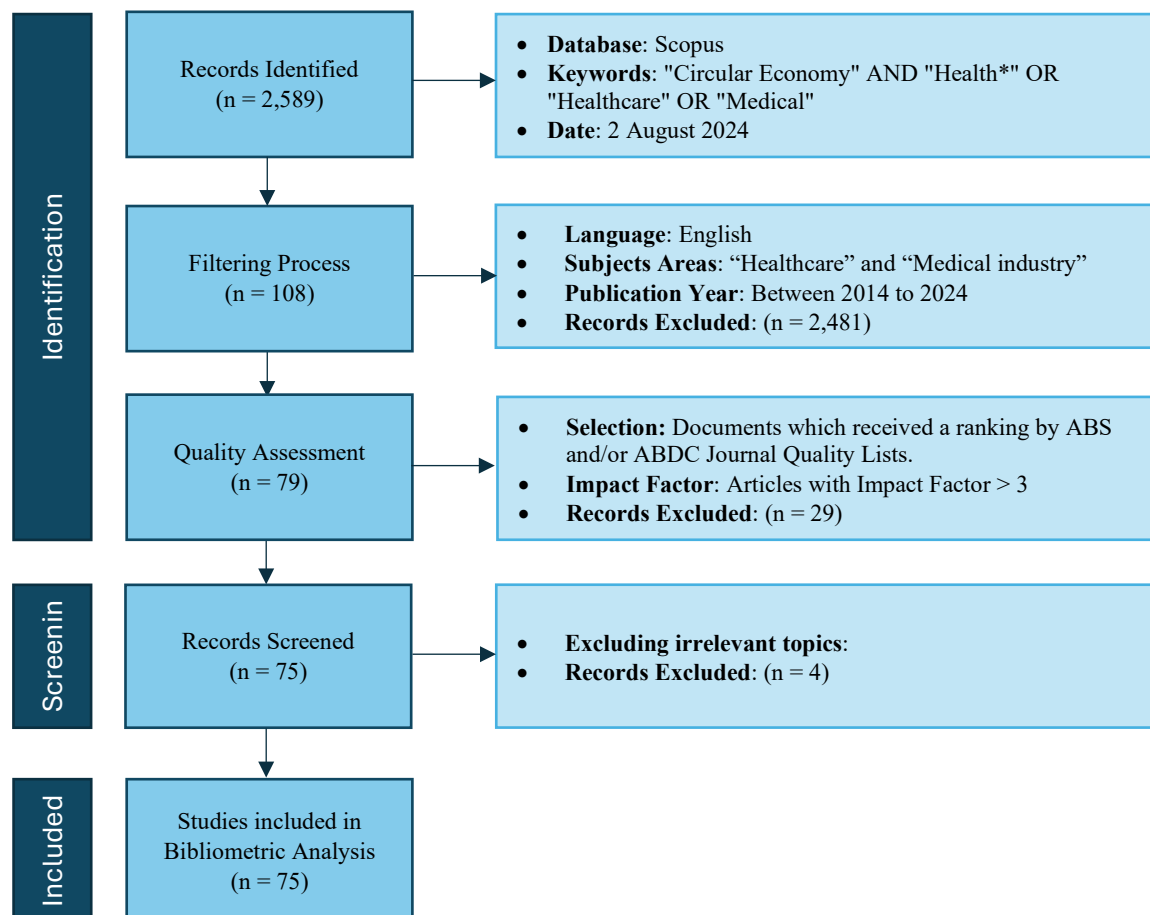 Identification
Records Identified
(n = 2,589)
• Database: Scopus
• Keywords: "Circular Economy" AND "Health*" OR
"Healthcare" OR "Medical"
• Date: 2 August 2024
Filtering Process
(n = 108)
• Language: English
• Subjects Areas: “Healthcare” and “Medical industry”
• Publication Year: Between 2014 to 2024
• Records Excluded: (n = 2,481)
Quality Assessment
(n = 79)
• Selection: Documents which received a ranking by ABS
and/or ABDC Journal Quality Lists.
• Impact Factor: Articles with Impact Factor > 3
• Records Excluded: (n = 29)
Screenin
Records Screened
(n = 75)
• Excluding irrelevant topics:
• Records Excluded: (n = 4)
Included
Studies included in
Bibliometric Analysis
(n = 75)